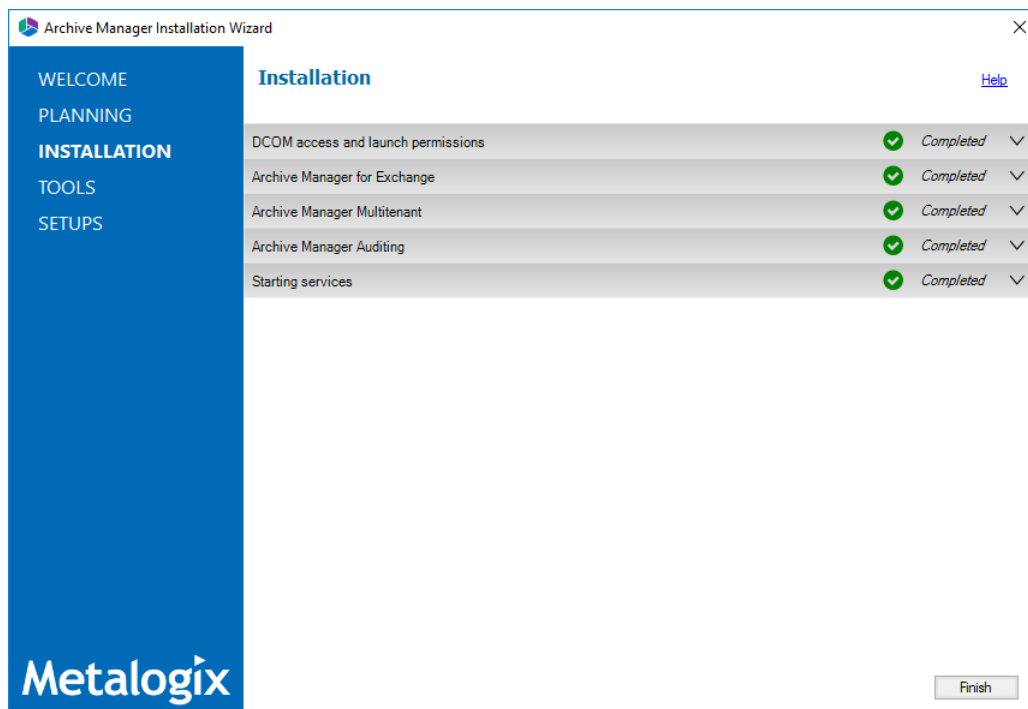 Archive Manager Installation Wizard
WELCOME
PLANNING
INSTALLATION
TOOLS
SETUPS
Metalogix
Installation
Help
DCOM access and launch permissions Completed
Archive Manager for Exchange Completed
Archive Manager Multitenant Completed
Archive Manager Auditing Completed
Starting services Completed
Finish